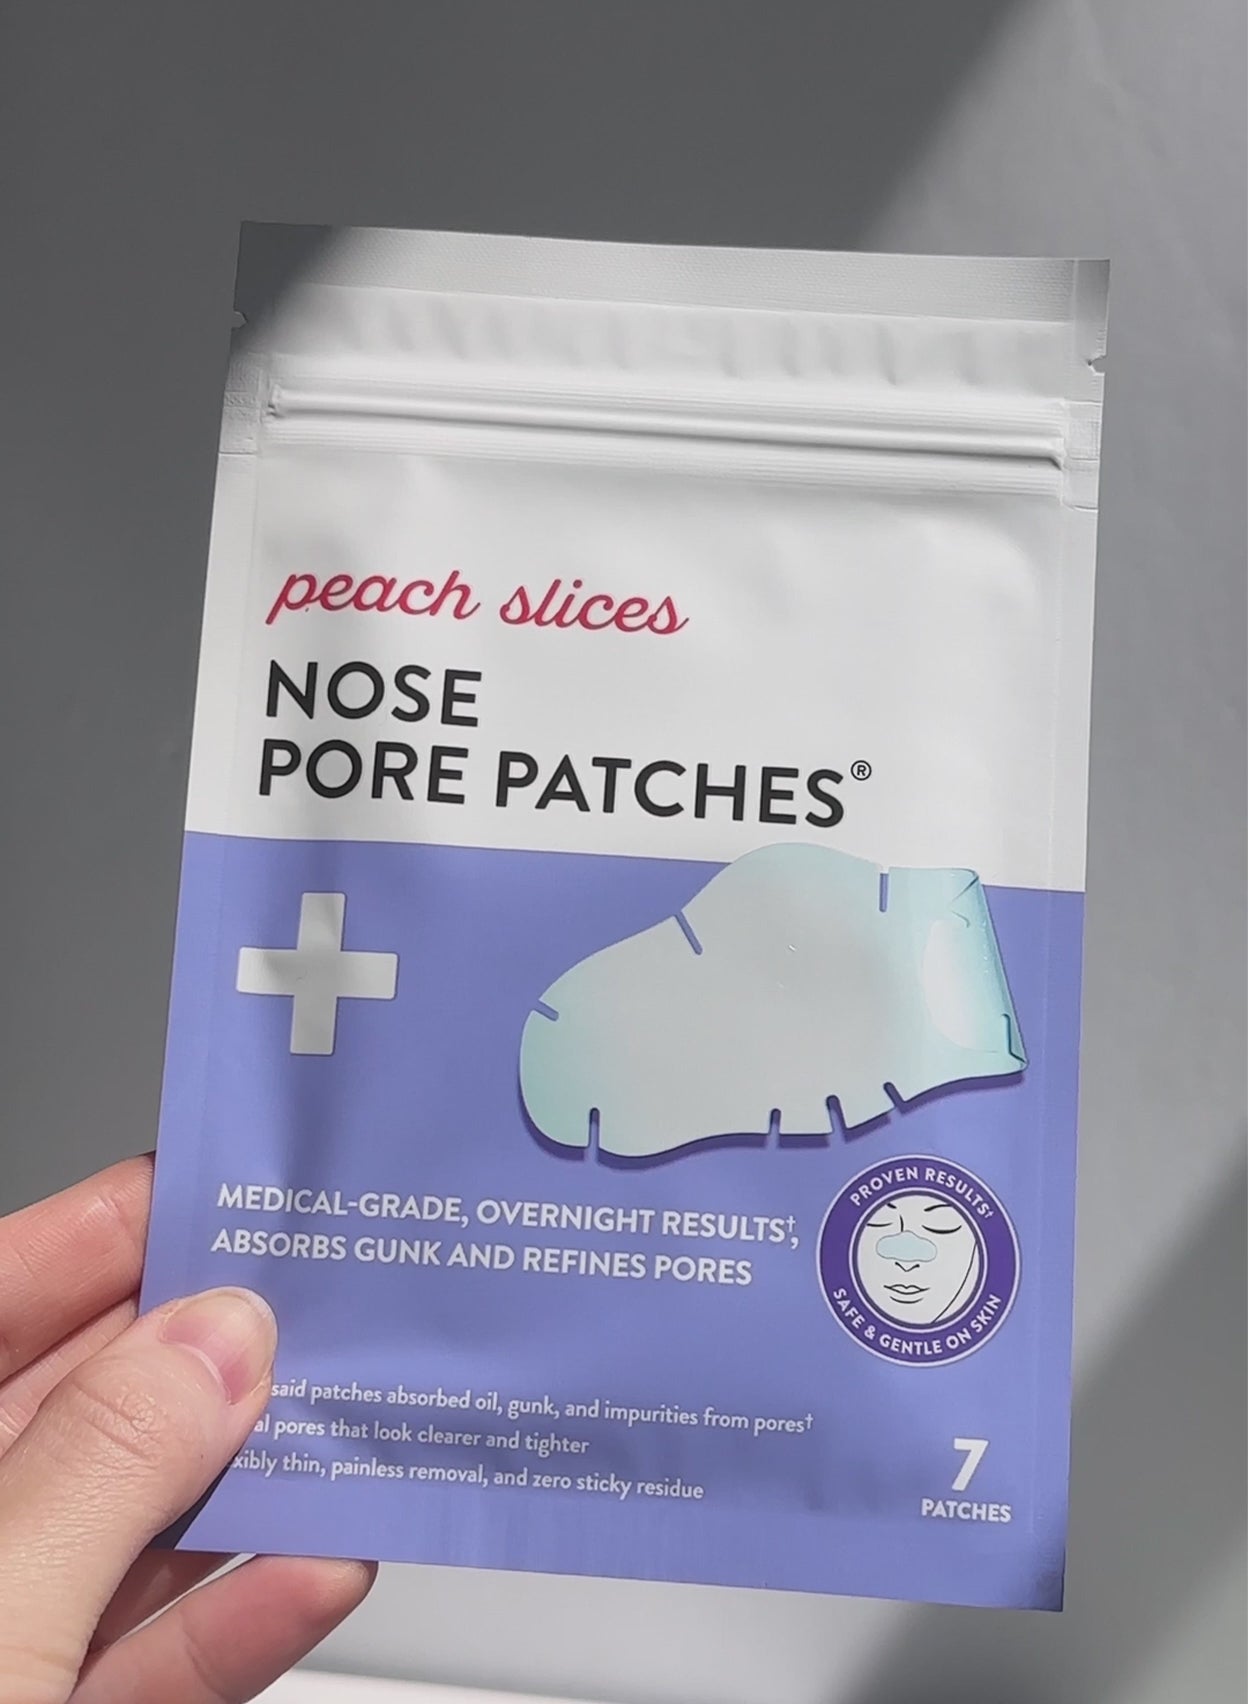 peach slices
NOSE
PORE PATCHES®
MEDICAL-GRADE, OVERNIGHT RESULTS†,
ABSORBS GUNK AND REFINES PORES
PROVEN RESULTS†
SAFE & GENTLE ON SKIN
said patches absorbed oil, gunk, and impurities from pores†
pores that look clearer and tighter
thin, painless removal, and zero sticky residue
7
PATCHES